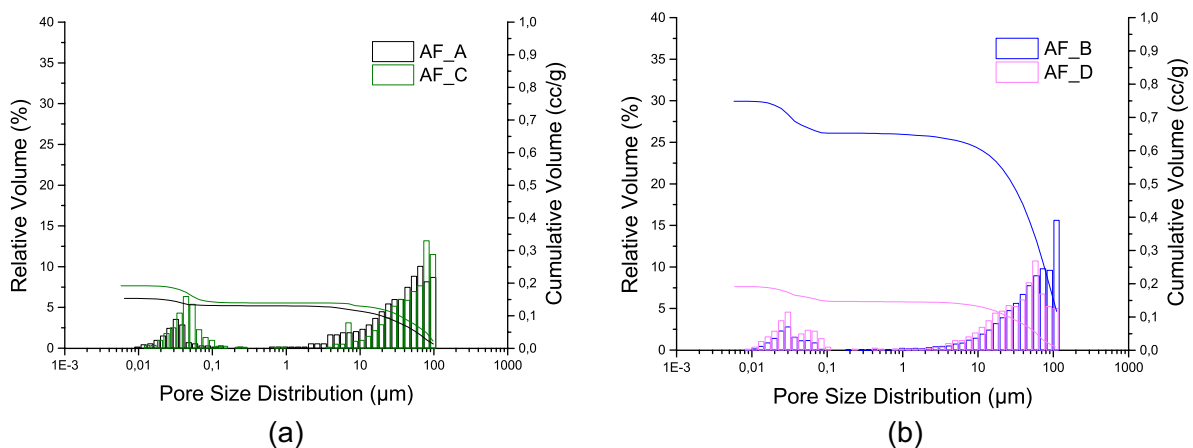 40
35
30
25
20
15
10
5
0
Relative Volume (%)
1,0
0,9
0,8
0,7
0,6
0,5
0,4
0,3
0,2
0,1
0,0
Cumulative Volume (cc/g)
AF_A
AF_C
1E-3 0,01 0,1 1 10 100 1000
Pore Size Distribution (µm)
(a)
40
35
30
25
20
15
10
5
0
Relative Volume (%)
1,0
0,9
0,8
0,7
0,6
0,5
0,4
0,3
0,2
0,1
0,0
Cumulative Volume (cc/g)
AF_B
AF_D
1E-3 0,01 0,1 1 10 100 1000
Pore Size Distribution (µm)
(b)